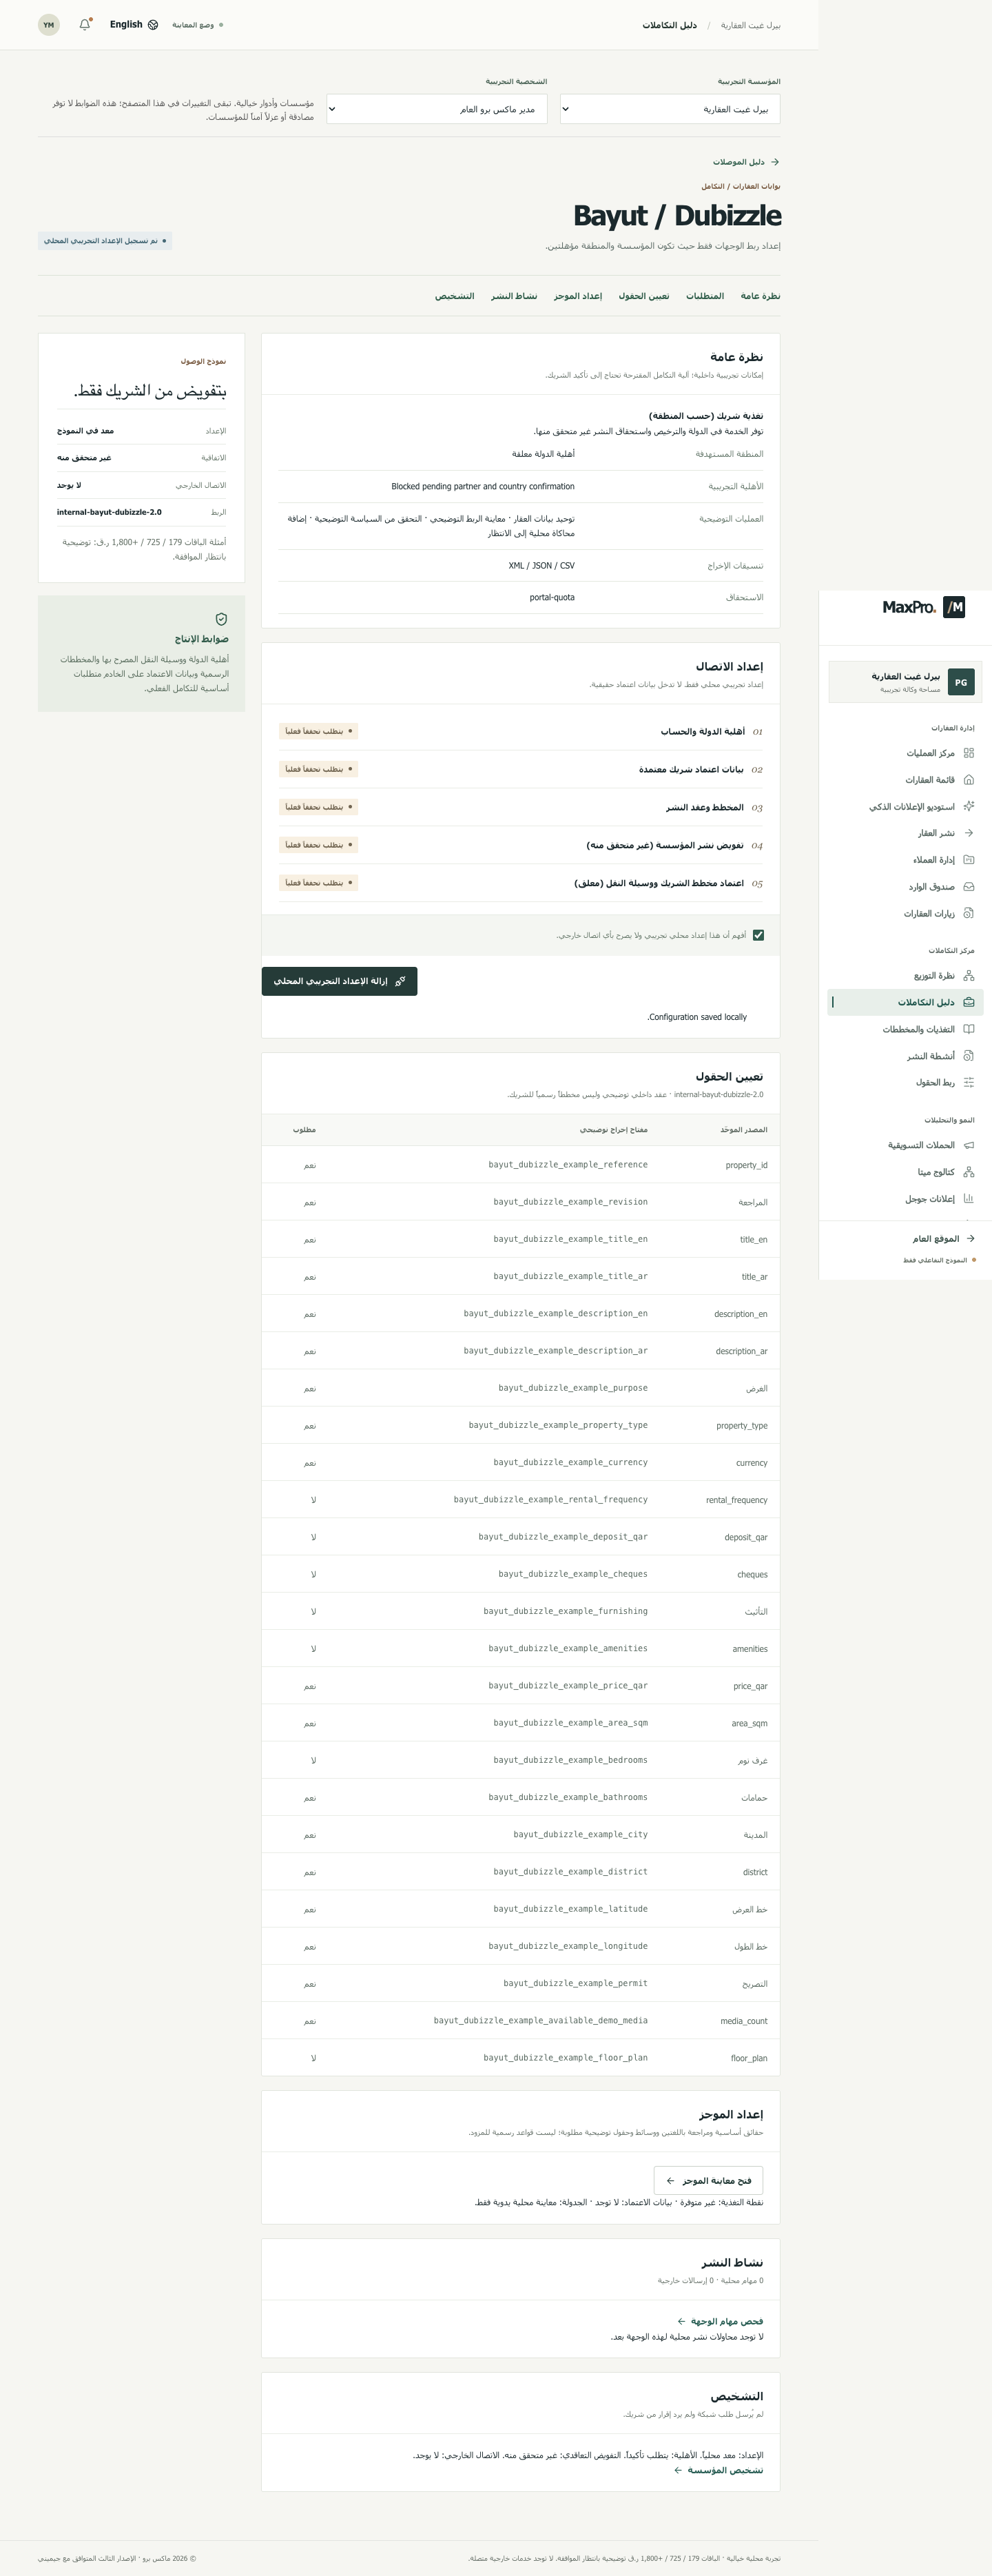 بيرل غيت العقارية / دليل التكاملات
وضع المعاينة
English
YM
المؤسسة التجريبية
بيرل غيت العقارية
الشخصية التجريبية
مدير ماكس برو العام
مؤسسات وأدوار خيالية. تبقى التغييرات في هذا المتصفح؛ هذه الضوابط لا توفر
مصادقة أو عزلاً آمناً للمؤسسات.
دليل الموصلات
بوابات العقارات / التكامل
Bayut / Dubizzle
إعداد ربط الوجهات فقط حيث تكون المؤسسة والمنطقة مؤهلتين.
تم تسجيل الإعداد التجريبي المحلي
نظرة عامة
المتطلبات
تعيين الحقول
إعداد الموجز
نشاط النشر
التشخيص
نظرة عامة
إمكانات تجريبية داخلية؛ آلية التكامل المقترحة تحتاج إلى تأكيد الشريك.
تغذية شريك (حسب المنطقة)
توفر الخدمة في الدولة والترخيص واستحقاق النشر غير متحقق منها.
المنطقة المستهدفة
أهلية الدولة معلقة
الأهلية التجريبية
Blocked pending partner and country confirmation
العمليات التوضيحية
توحيد بيانات العقار · معاينة الربط التوضيحي · التحقق من السياسة التوضيحية · إضافة
محاكاة محلية إلى الانتظار
تنسيقات الإخراج
XML / JSON / CSV
الاستحقاق
portal-quota
نموذج الوصول
بتفويض من الشريك فقط.
الإعداد
معد في النموذج
الاتفاقية
غير متحقق منه
الاتصال الخارجي
لا يوجد
الربط
internal-bayut-dubizzle-2.0
أمثلة الباقات 179 / 725 / +1,800 ر.ق: توضيحية
بانتظار الموافقة.
ضوابط الإنتاج
أهلية الدولة ووسيلة النقل المصرح بها والمخططات
الرسمية وبيانات الاعتماد على الخادم متطلبات
أساسية للتكامل الفعلي.
إعداد الاتصال
إعداد تجريبي محلي فقط. لا تدخل بيانات اعتماد حقيقية.
01 أهلية الدولة والحساب
يتطلب تحققاً فعلياً
02 بيانات اعتماد شريك معتمدة
يتطلب تحققاً فعلياً
03 المخطط وعقد النشر
يتطلب تحققاً فعلياً
04 تفويض نشر المؤسسة (غير متحقق منه)
يتطلب تحققاً فعلياً
05 اعتماد مخطط الشريك ووسيلة النقل (معلق)
يتطلب تحققاً فعلياً
أفهم أن هذا إعداد محلي تجريبي ولا يصرح بأي اتصال خارجي.
إزالة الإعداد التجريبي المحلي
Configuration saved locally.
تعيين الحقول
internal-bayut-dubizzle-2.0 · عقد داخلي توضيحي وليس مخططاً رسمياً للشريك.
المصدر الموحّد
مفتاح إخراج توضيحي
مطلوب
property_id bayut_dubizzle_example_reference نعم
المراجعة bayut_dubizzle_example_revision نعم
title_en bayut_dubizzle_example_title_en نعم
title_ar bayut_dubizzle_example_title_ar نعم
description_en bayut_dubizzle_example_description_en نعم
description_ar bayut_dubizzle_example_description_ar نعم
الغرض bayut_dubizzle_example_purpose نعم
property_type bayut_dubizzle_example_property_type نعم
currency bayut_dubizzle_example_currency نعم
rental_frequency bayut_dubizzle_example_rental_frequency لا
deposit_qar bayut_dubizzle_example_deposit_qar لا
cheques bayut_dubizzle_example_cheques لا
التأثيث bayut_dubizzle_example_furnishing لا
amenities bayut_dubizzle_example_amenities لا
price_qar bayut_dubizzle_example_price_qar نعم
area_sqm bayut_dubizzle_example_area_sqm نعم
غرف نوم bayut_dubizzle_example_bedrooms لا
حمامات bayut_dubizzle_example_bathrooms نعم
المدينة bayut_dubizzle_example_city نعم
district bayut_dubizzle_example_district نعم
خط العرض bayut_dubizzle_example_latitude نعم
خط الطول bayut_dubizzle_example_longitude نعم
التصريح bayut_dubizzle_example_permit نعم
media_count bayut_dubizzle_example_available_demo_media نعم
floor_plan bayut_dubizzle_example_floor_plan لا
إعداد الموجز
حقائق أساسية ومراجعة باللغتين ووسائط وحقول توضيحية مطلوبة؛ ليست قواعد رسمية للمزود.
فتح معاينة الموجز
نقطة التغذية: غير متوفرة · بيانات الاعتماد: لا توجد · الجدولة: معاينة محلية يدوية فقط.
نشاط النشر
0 مهام محلية · 0 إرسالات خارجية
فحص مهام الوجهة
لا توجد محاولات نشر محلية لهذه الوجهة بعد.
التشخيص
لم يُرسل طلب شبكة ولم يرد إقرار من شريك.
الإعداد: معد محلياً. الأهلية: يتطلب تأكيداً. التفويض التعاقدي: غير متحقق منه. الاتصال الخارجي: لا يوجد.
تشخيص المؤسسة
تجربة محلية خيالية · الباقات 179 / 725 / +1,800 ر.ق توضيحية بانتظار الموافقة. لا توجد خدمات خارجية متصلة.
© 2026 ماكس برو · الإصدار الثالث المتوافق مع جيميني
/M
MaxPro.
PG
بيرل غيت العقارية
مساحة وكالة تجريبية
إدارة العقارات
مركز العمليات
قائمة العقارات
استوديو الإعلانات الذكي
نشر العقار
إدارة العملاء
صندوق الوارد
زيارات العقارات
مركز التكاملات
نظرة التوزيع
دليل التكاملات
التغذيات والمخططات
أنشطة النشر
ربط الحقول
النمو والتحليلات
الحملات التسويقية
كتالوج ميتا
إعلانات جوجل
الموقع العام
النموذج التفاعلي فقط